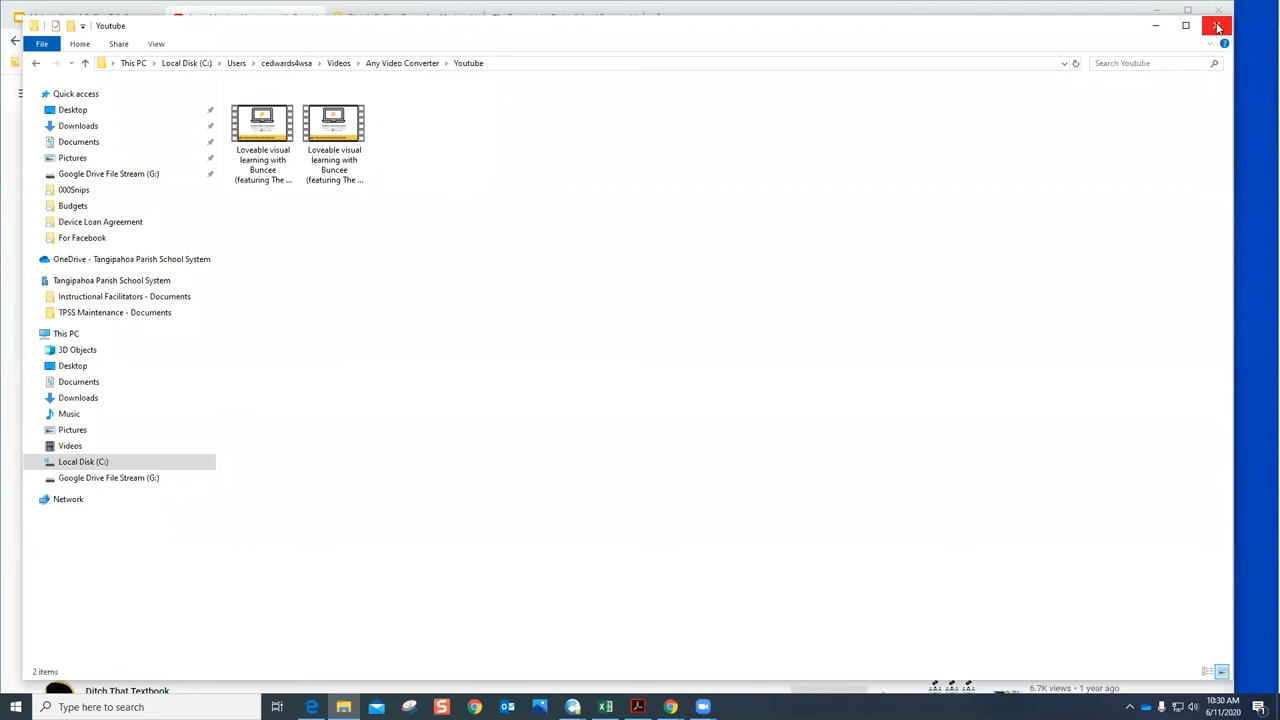 Youtube
File Home Share View
This PC Local Disk (C:) Users cedwards4wsa Videos Any Video Converter Youtube
Search Youtube
Quick access
Desktop
Downloads
Documents
Pictures
Google Drive File Stream (G:)
000Snips
Budgets
Device Loan Agreement
For Facebook
OneDrive - Tangipahoa Parish School System
Tangipahoa Parish School System
Instructional Facilitators - Documents
TPSS Maintenance - Documents
This PC
3D Objects
Desktop
Documents
Downloads
Music
Pictures
Videos
Local Disk (C:)
Google Drive File Stream (G:)
Network
Loveable visual
learning with
Buncee
(featuring The ...
Loveable visual
learning with
Buncee
(featuring The ...
2 items
Ditch That Textbook
6.7K views • 1 year ago
Type here to search
10:30 AM
6/11/2020